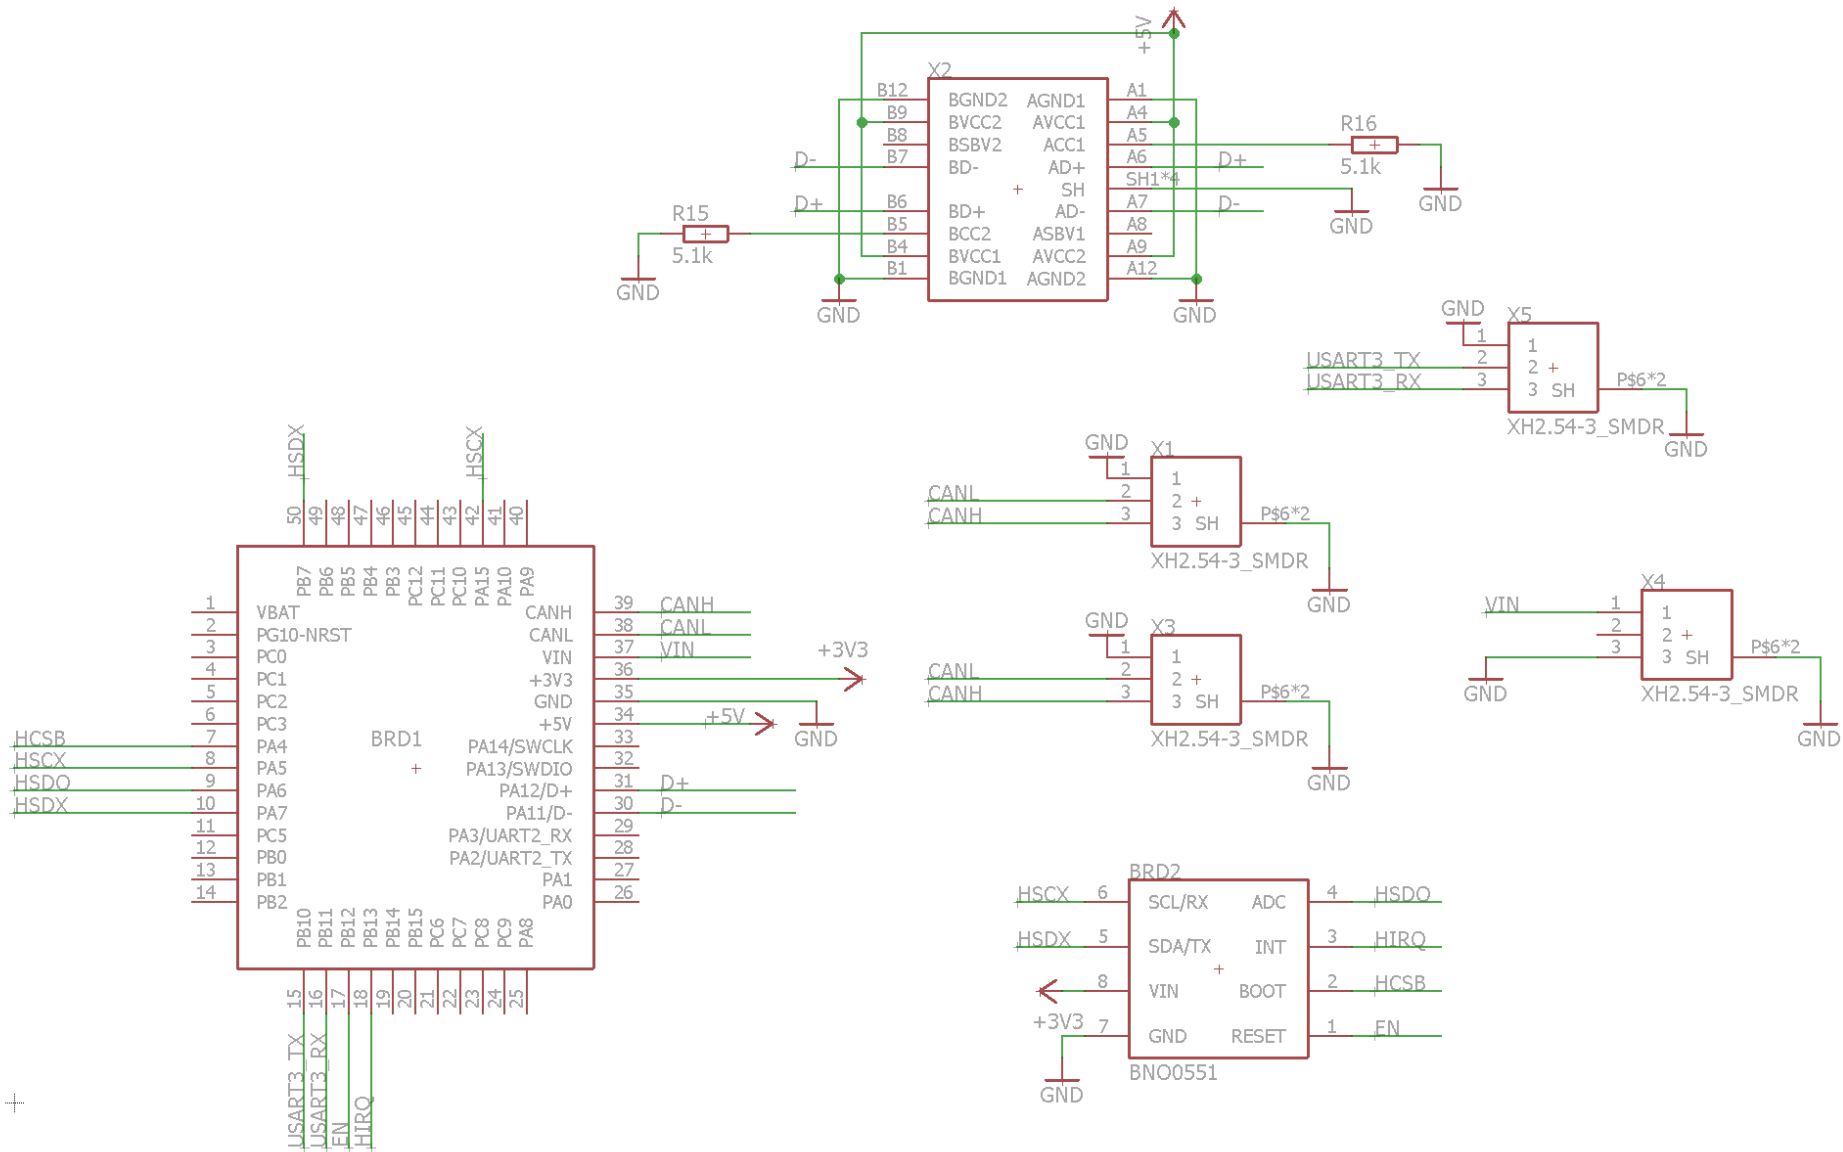 +5V
X2
B12 BGND2 AGND1 A1
B9 BVCC2 AVCC1 A4
B8 BSBV2 ACC1 A5
R16
5.1k
GND
D- B7 BD- AD+ A6 D+
SH SH1*4
GND
D+ B6 BD+ AD- A7 D-
R15
5.1k
GND
B5 BCC2 ASBV1 A8
B4 BVCC1 AVCC2 A9
B1 BGND1 AGND2 A12
GND
GND
GND
X5
1 1
USART3_TX 2 2
USART3_RX 3 3 SH P$6*2
XH2.54-3_SMDR
GND
GND
X1
1 1
CANL 2 2
CANH 3 3 SH P$6*2
XH2.54-3_SMDR
GND
GND
X3
1 1
CANL 2 2
CANH 3 3 SH P$6*2
XH2.54-3_SMDR
GND
X4
VIN 1 1
2 2
3 3 SH P$6*2
GND
XH2.54-3_SMDR
GND
HSDX
HSCX
50 49 48 47 46 45 44 43 42 41 40
PB7 PB6 PB5 PB4 PB3 PC12 PC11 PC10 PA15 PA10 PA9
1 VBAT CANH 39 CANH
2 PG10-NRST CANL 38 CANL
3 PC0 VIN 37 VIN
4 PC1 +3V3 36 +3V3
5 PC2 GND 35 GND
6 PC3 +5V 34 +5V
BRD1
HCSB 7 PA4 PA14/SWCLK 33
HSCX 8 PA5 PA13/SWDIO 32
HSDO 9 PA6 PA12/D+ 31 D+
HSDX 10 PA7 PA11/D- 30 D-
11 PC5 PA3/UART2_RX 29
12 PB0 PA2/UART2_TX 28
13 PB1 PA1 27
14 PB2 PA0 26
PB10 PB11 PB12 PB13 PB14 PB15 PC6 PC7 PC8 PC9 PA8
15 16 17 18 19 20 21 22 23 24 25
USART3_TX
USART3_RX
EN
HIRQ
BRD2
HSCX 6 SCL/RX ADC 4 HSDO
HSDX 5 SDA/TX INT 3 HIRQ
8 VIN BOOT 2 HCSB
+3V3
7 GND RESET 1 EN
BNO0551
GND